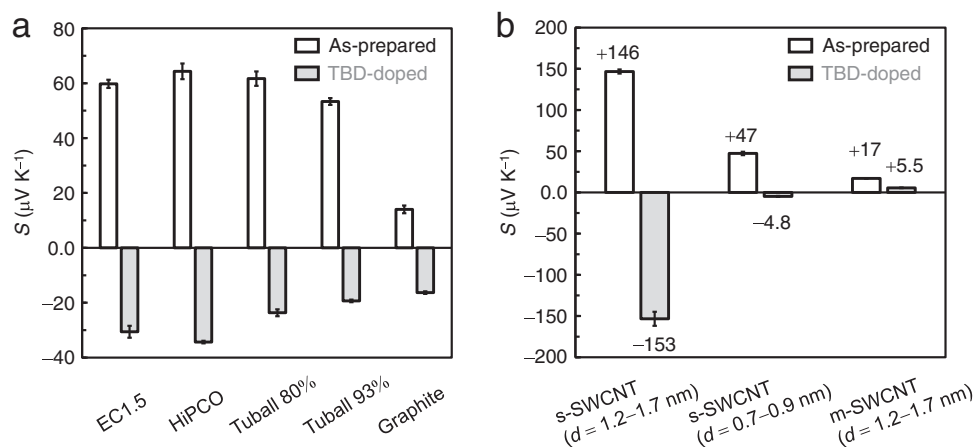 a
80
60
40
20
0.0
−20
−40
S (μV K⁻¹)
As-prepared
TBD-doped
EC1.5
HiPCO
Tuball 80%
Tuball 93%
Graphite
b
200
150
100
50
0.0
−50
−100
−150
−200
S (μV K⁻¹)
As-prepared
TBD-doped
+146
−153
+47
−4.8
+17
+5.5
s-SWCNT
(d = 1.2–1.7 nm)
s-SWCNT
(d = 0.7–0.9 nm)
m-SWCNT
(d = 1.2–1.7 nm)